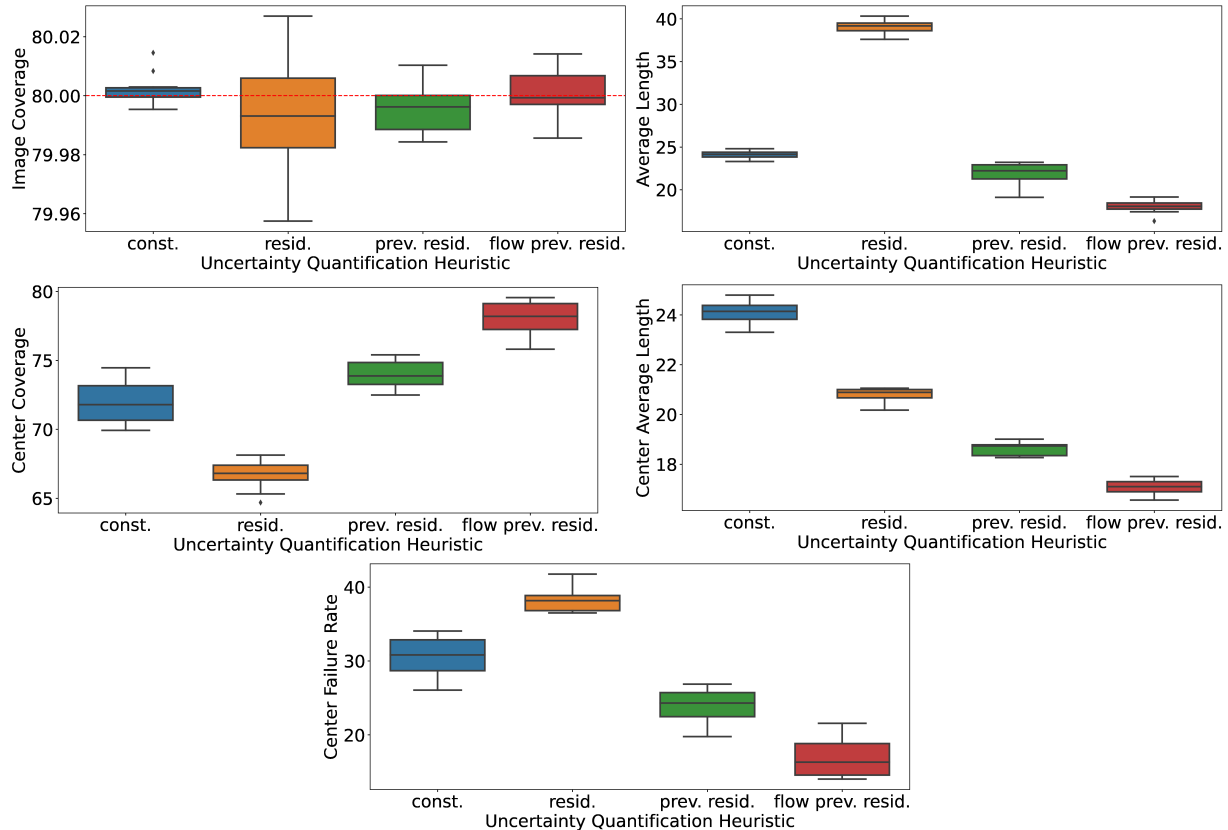 Image Coverage
80.02
80.00
79.98
79.96
const. resid. prev. resid. flow prev. resid.
Uncertainty Quantification Heuristic
Average Length
40
35
30
25
20
const. resid. prev. resid. flow prev. resid.
Uncertainty Quantification Heuristic
Center Coverage
80
75
70
65
const. resid. prev. resid. flow prev. resid.
Uncertainty Quantification Heuristic
Center Average Length
24
22
20
18
const. resid. prev. resid. flow prev. resid.
Uncertainty Quantification Heuristic
Center Failure Rate
40
30
20
const. resid. prev. resid. flow prev. resid.
Uncertainty Quantification Heuristic